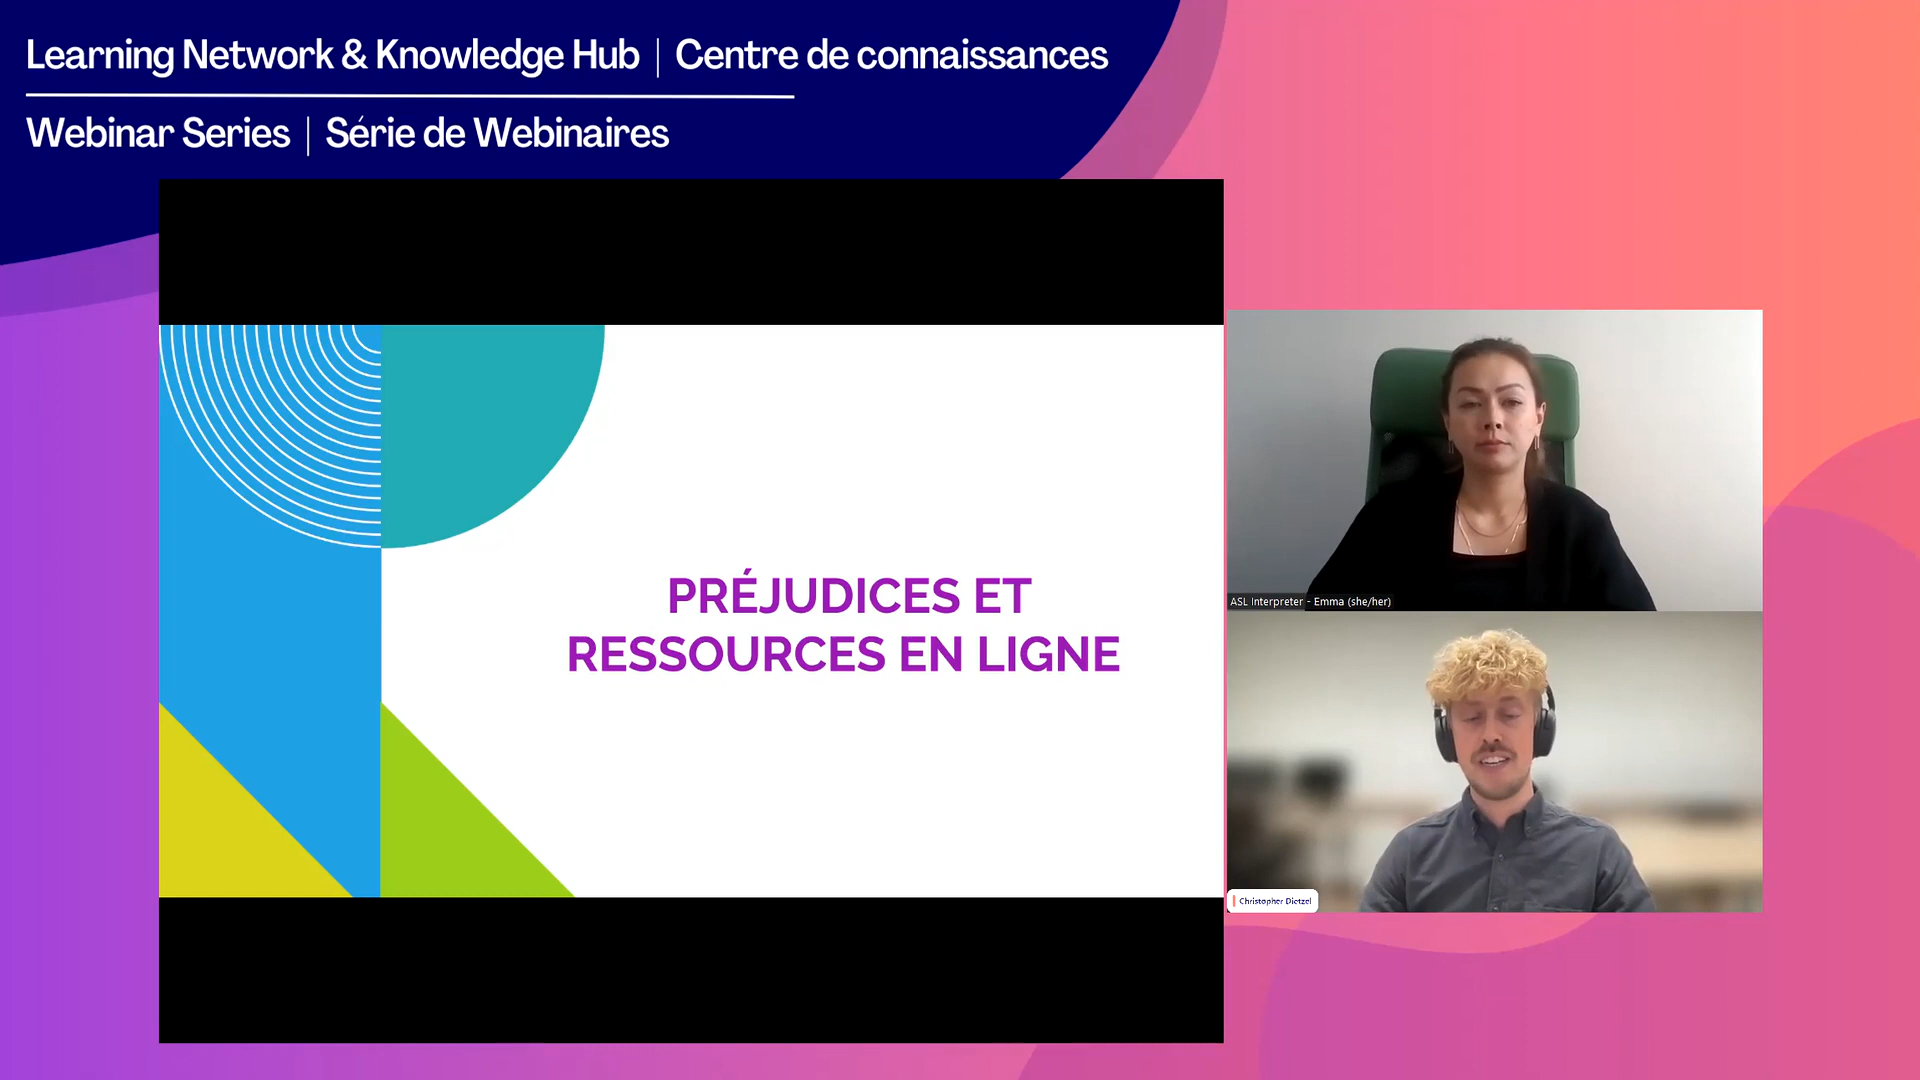 Learning Network & Knowledge Hub | Centre de connaissances
Webinar Series | Série de Webinaires
PRÉJUDICES ET
RESSOURCES EN LIGNE
ASL Interpreter - Emma (she/her)
Christopher Dietzel